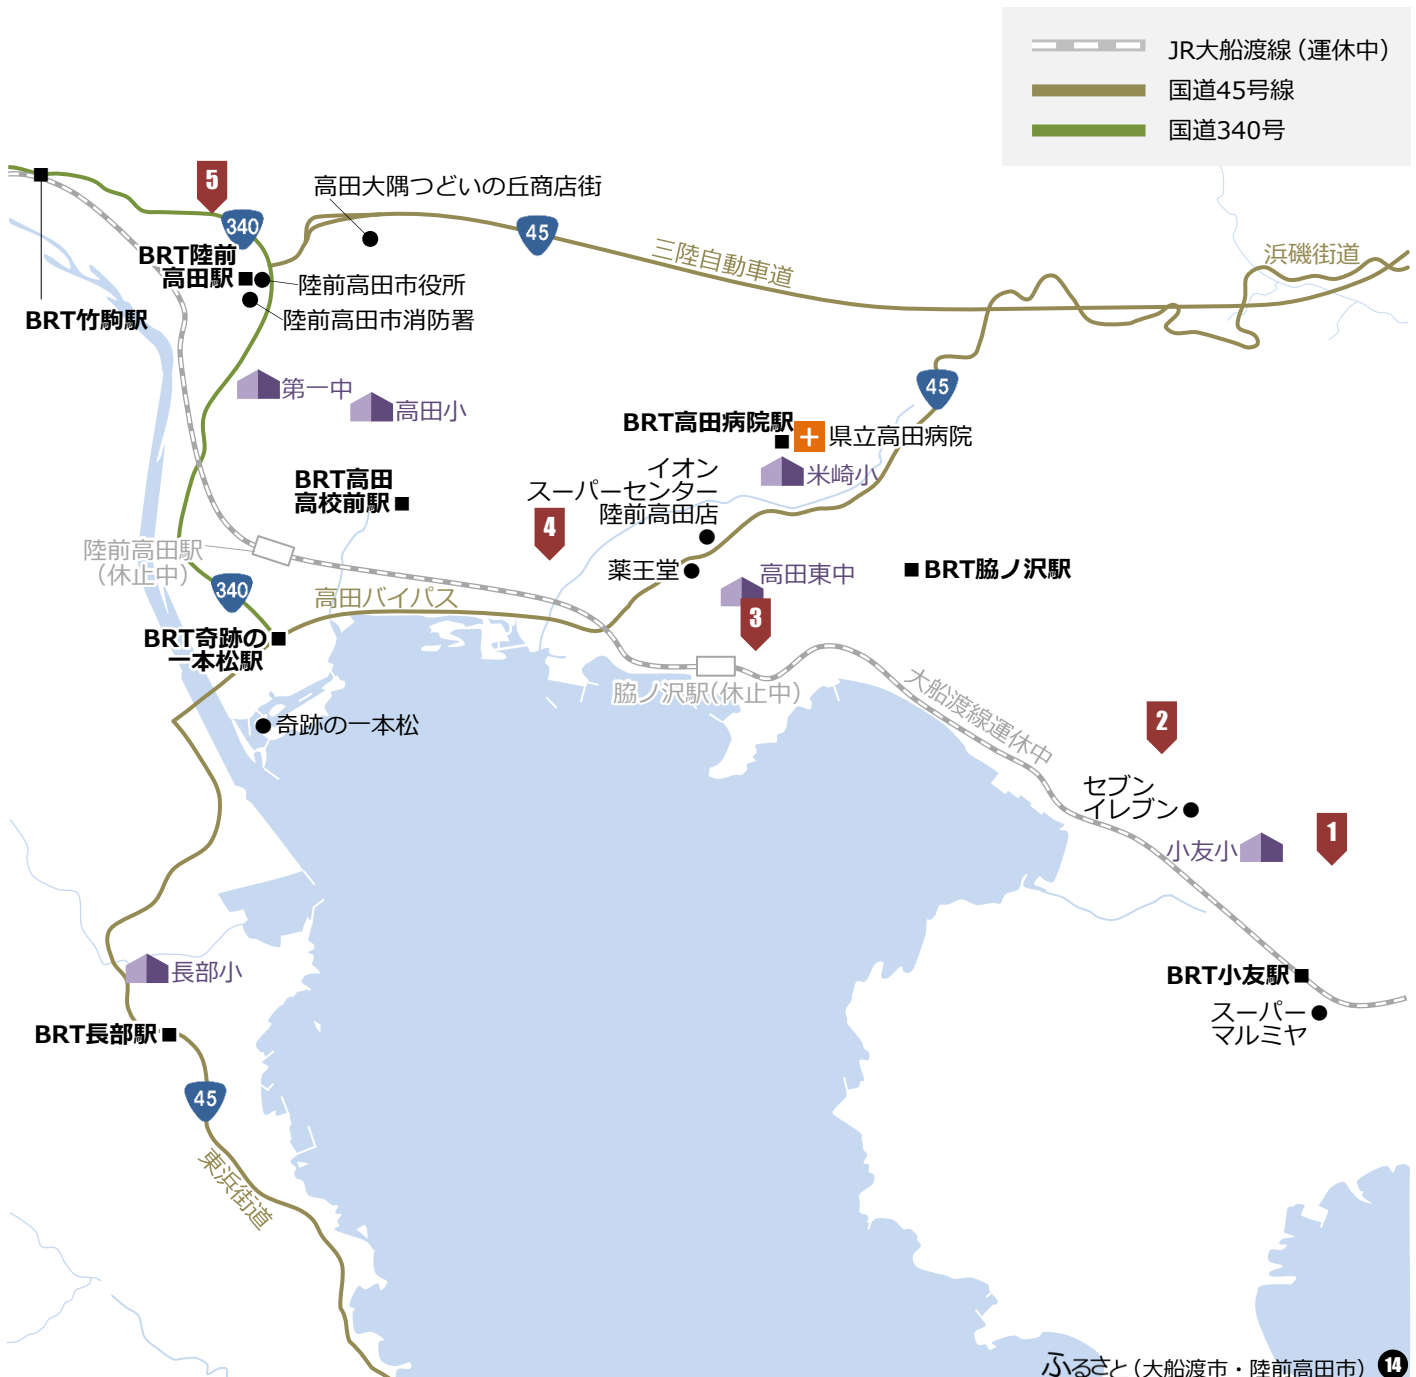 JR大船渡線（運休中）
国道45号線
国道340号
5
高田大隅つどいの丘商店街
340
45
三陸自動車道
浜磯街道
BRT陸前
高田駅
陸前高田市役所
陸前高田市消防署
BRT竹駒駅
第一中
高田小
45
BRT高田病院駅
県立高田病院
米崎小
イオン
スーパーセンター
陸前高田店
BRT高田
高校前駅
4
陸前高田駅
（休止中）
薬王堂
高田東中
BRT脇ノ沢駅
340
高田バイパス
3
BRT奇跡の
一本松駅
脇ノ沢駅(休止中)
大船渡線運休中
奇跡の一本松
2
セブン
イレブン
1
小友小
長部小
BRT小友駅
スーパー
マルミヤ
BRT長部駅
45
東浜街道
ふるさと（大船渡市・陸前高田市） 14